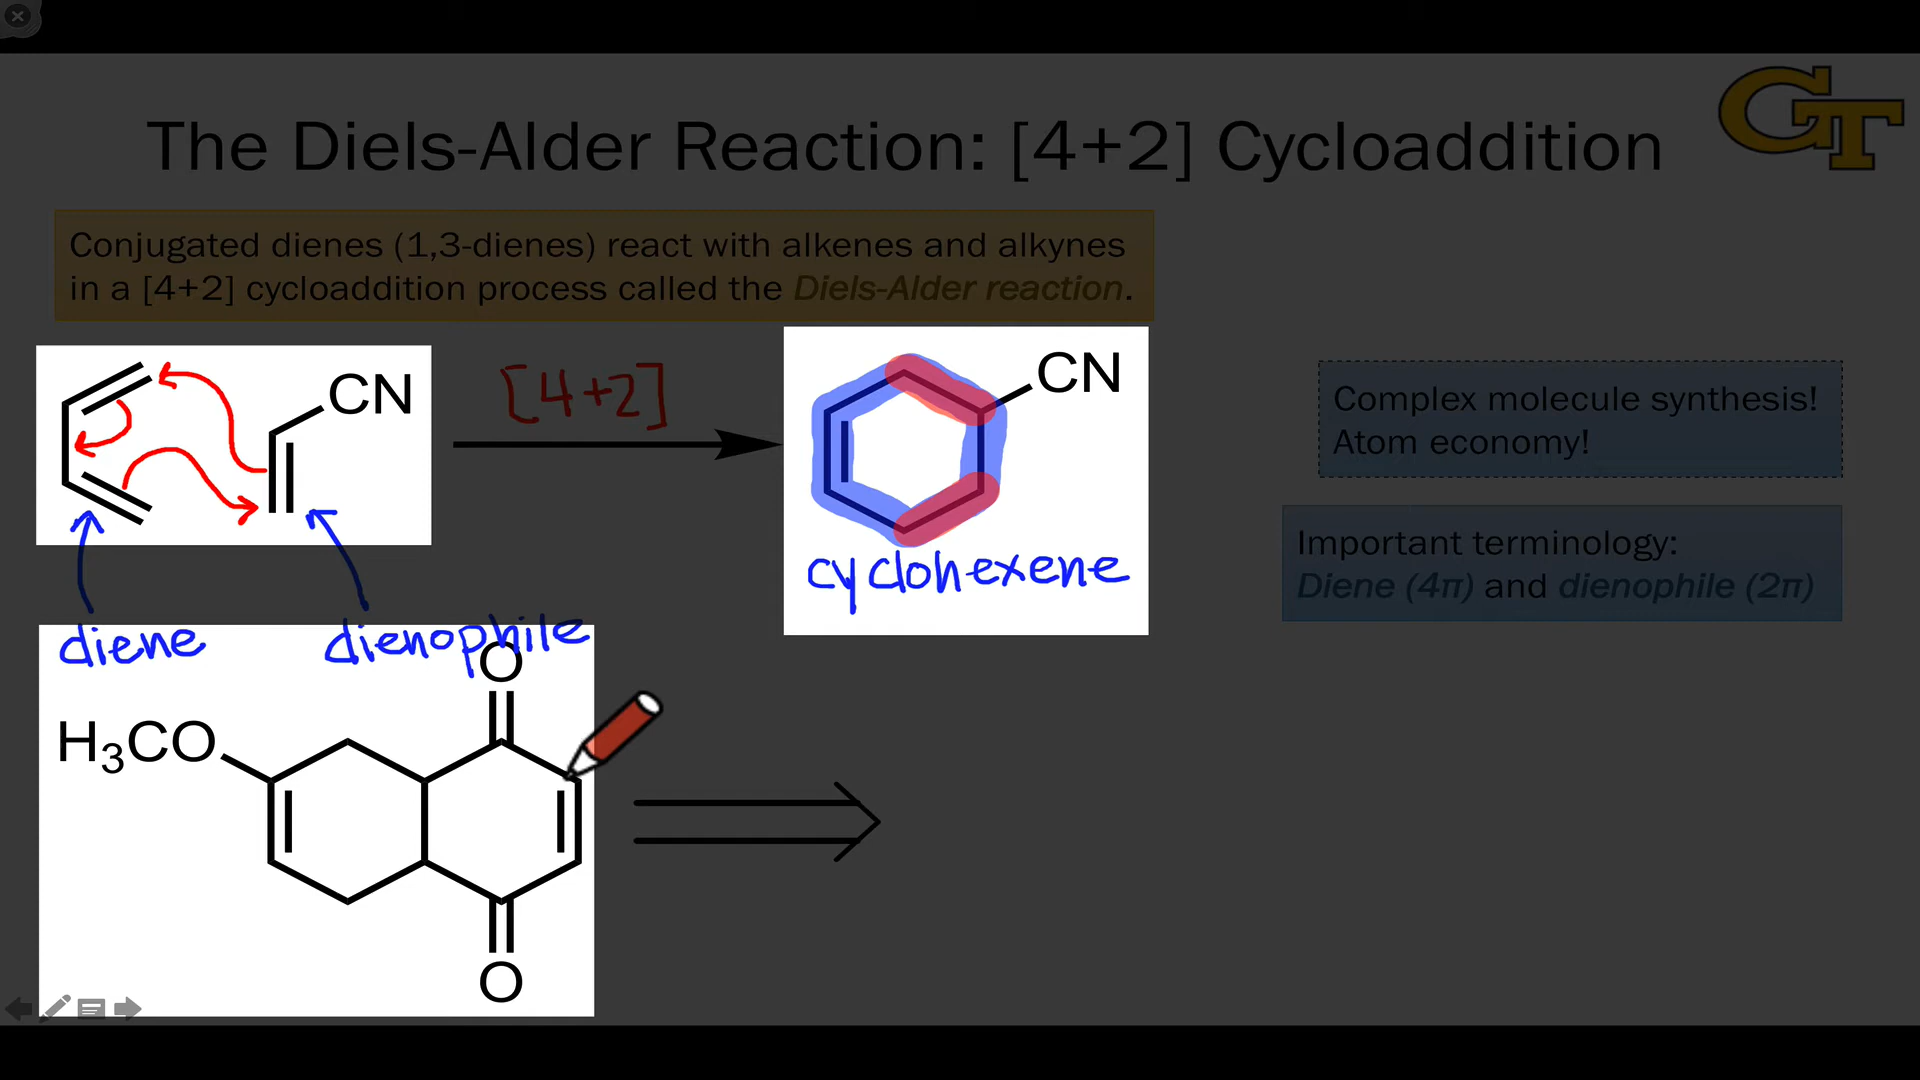 The Diels-Alder Reaction: [4+2] Cycloaddition
GT
Conjugated dienes (1,3-dienes) react with alkenes and alkynes
in a [4+2] cycloaddition process called the Diels-Alder reaction.
CN
[4+2]
CN
cyclohexene
Complex molecule synthesis!
Atom economy!
Important terminology:
Diene (4π) and dienophile (2π)
diene
dienophile
O
H₃CO
O